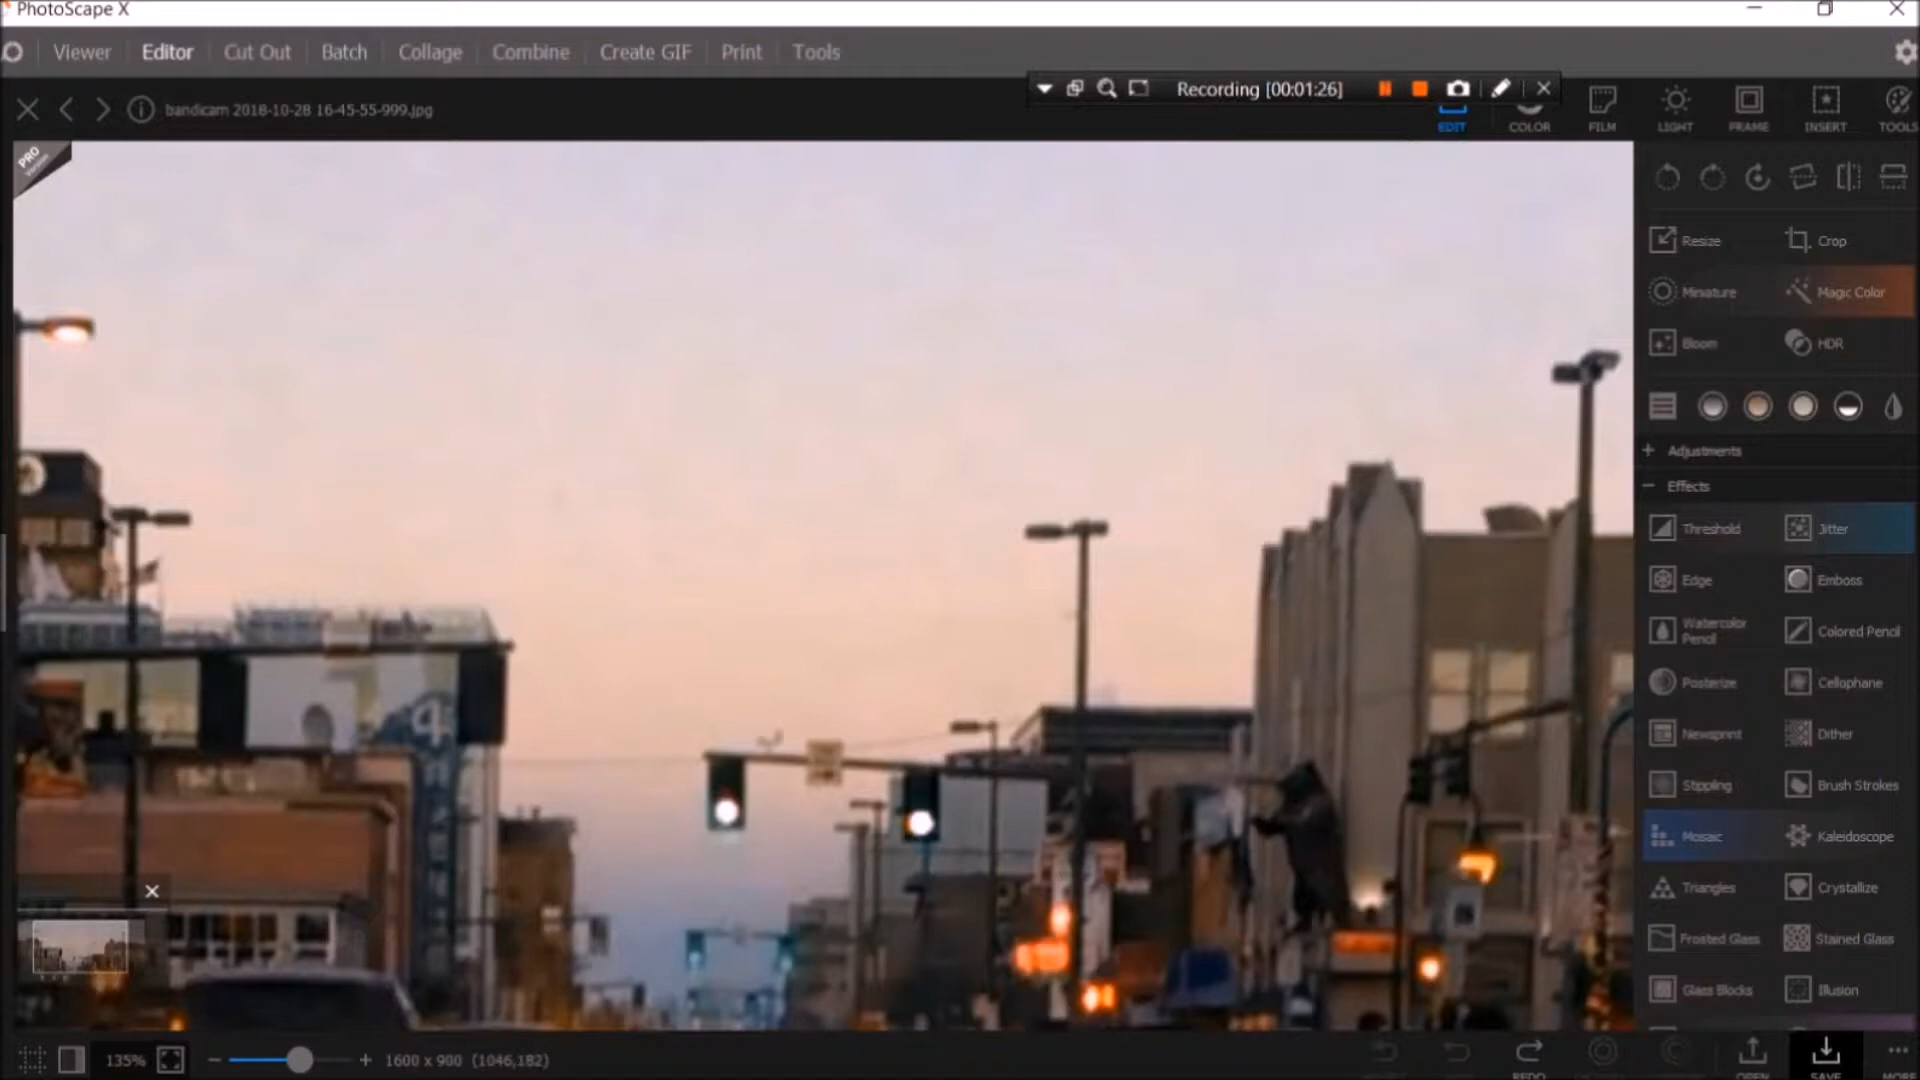 PhotoScape X
Viewer Editor Cut Out Batch Collage Combine Create GIF Print Tools
Recording [00:01:26]
bandicam 2018-10-28 16-45-55-999.jpg
EDIT COLOR FILM LIGHT FRAME INSERT TOOLS
PRO
Version
Resize Crop
Miniature Magic Color
Bloom HDR
+ Adjustments
− Effects
Threshold Jitter
Edge Emboss
Watercolor
Pencil
Colored Pencil
Posterize Cellophane
Newsprint Dither
Stippling Brush Strokes
Mosaic Kaleidoscope
Triangles Crystallize
Frosted Glass Stained Glass
Glass Blocks Illusion
135% − + 1600 x 900 (1046,182)
REDO OPEN SAVE MORE